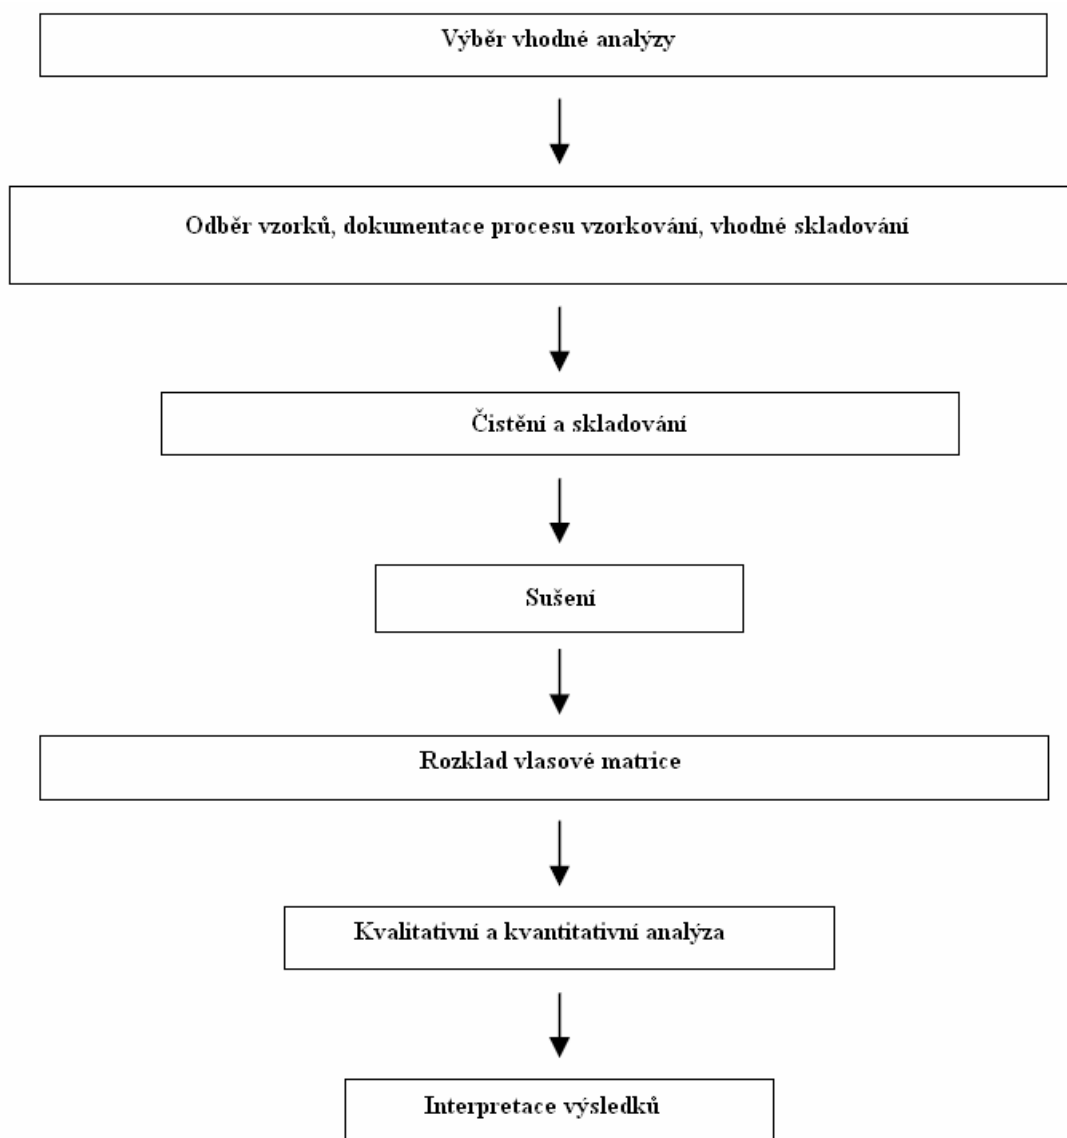 Výběr vhodné analýzy
Odběr vzorků, dokumentace procesu vzorkování, vhodné skladování
Čistění a skladování
Sušení
Rozklad vlasové matrice
Kvalitativní a kvantitativní analýza
Interpretace výsledků